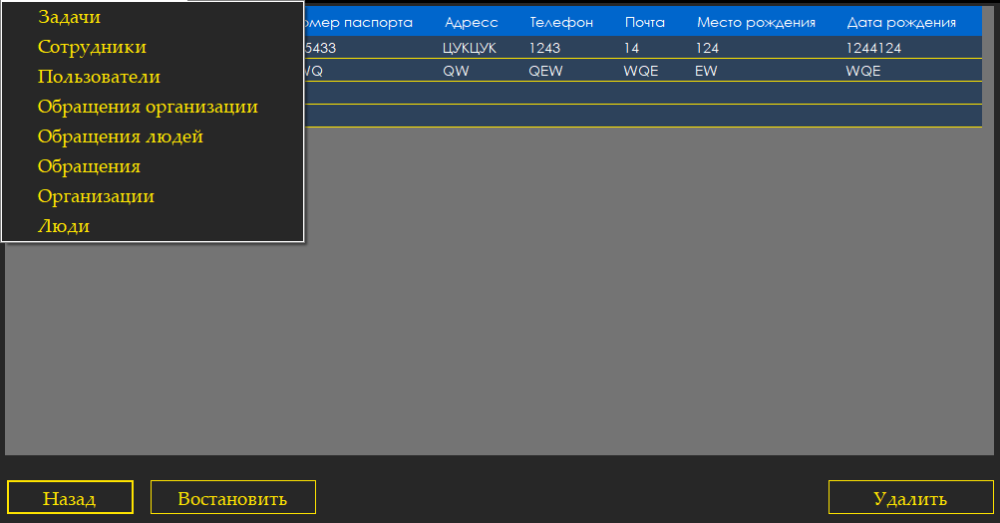 Задачи
Сотрудники
Пользователи
Обращения организации
Обращения людей
Обращения
Организации
Люди
омер паспорта Адресс Телефон Почта Место рождения Дата рождения
5433 ЦУКЦУК 1243 14 124 1244124
WQ QW QEW WQE EW WQE
Назад Востановить Удалить